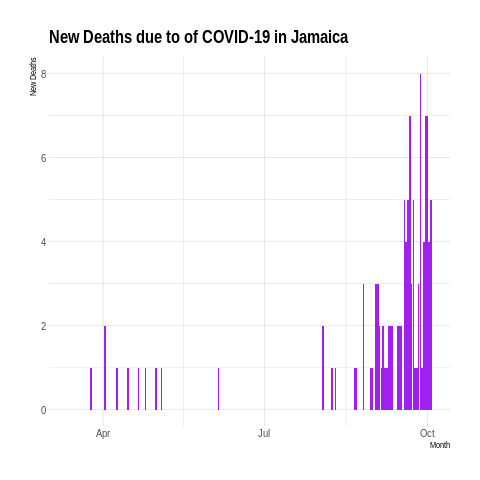 New Deaths due to of COVID-19 in Jamaica
New Deaths
8
6
4
2
0
Apr
Jul
Oct
Month